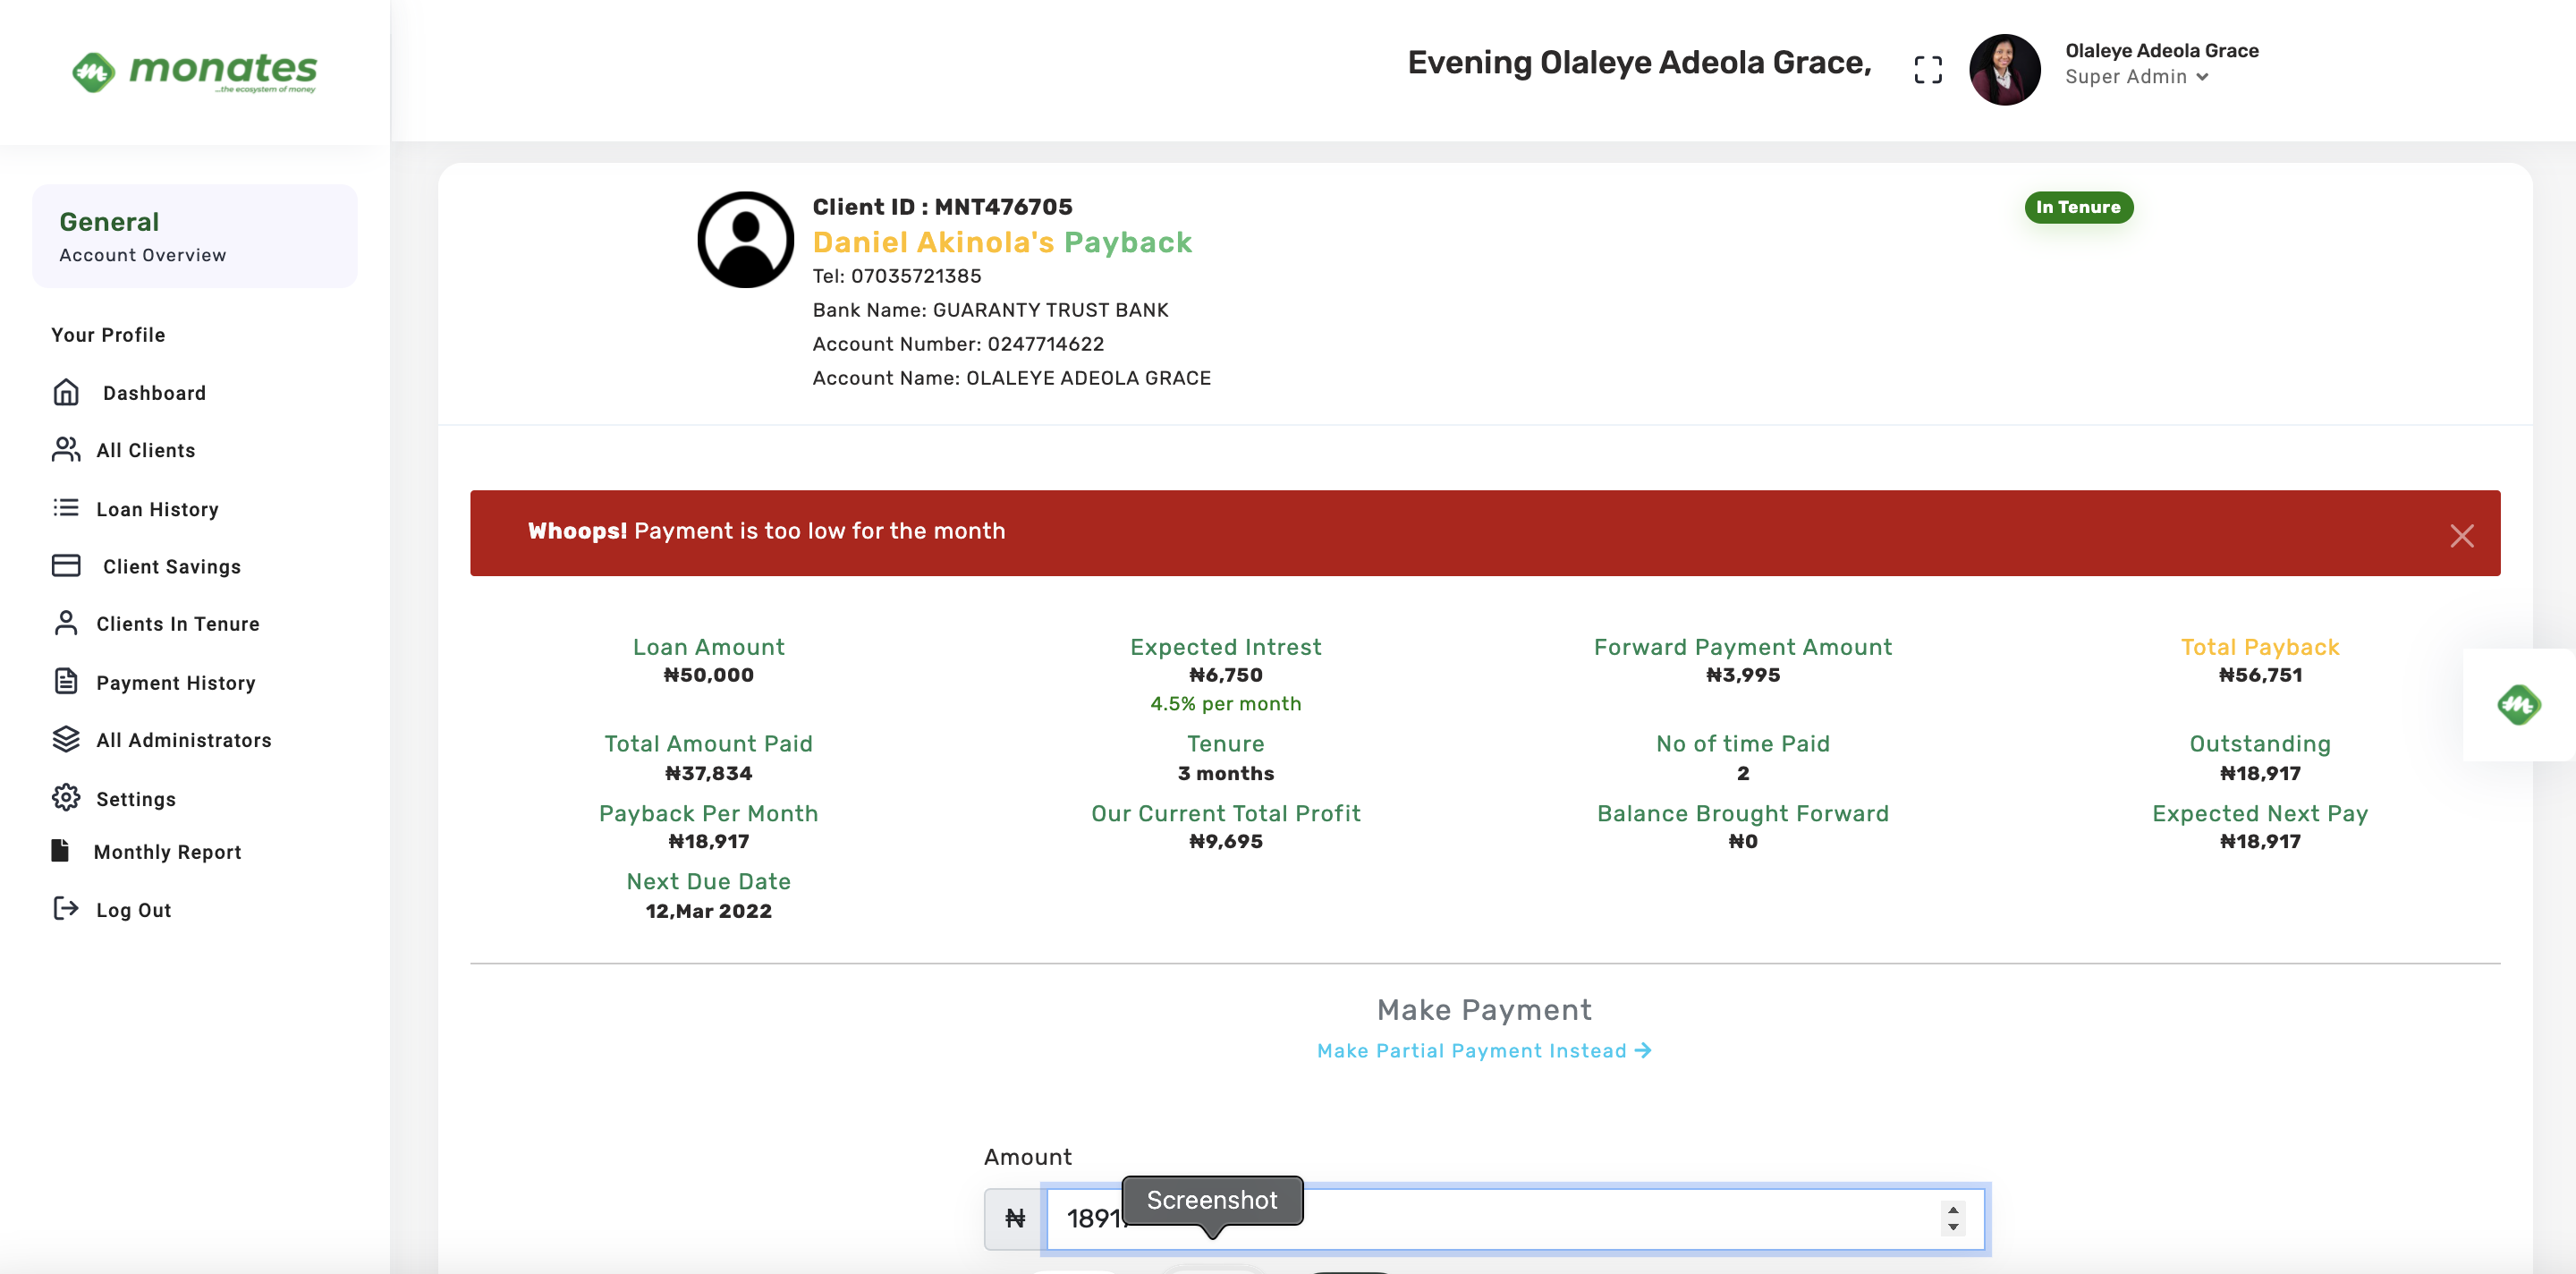 monates
...the ecosystem of money
Evening Olaleye Adeola Grace,
Olaleye Adeola Grace
Super Admin
General
Account Overview
Your Profile
Dashboard
All Clients
Loan History
Client Savings
Clients In Tenure
Payment History
All Administrators
Settings
Monthly Report
Log Out
Client ID : MNT476705
In Tenure
Daniel Akinola's Payback
Tel: 07035721385
Bank Name: GUARANTY TRUST BANK
Account Number: 0247714622
Account Name: OLALEYE ADEOLA GRACE
Whoops! Payment is too low for the month
Loan Amount
₦50,000
Expected Intrest
₦6,750
4.5% per month
Forward Payment Amount
₦3,995
Total Payback
₦56,751
Total Amount Paid
₦37,834
Tenure
3 months
No of time Paid
2
Outstanding
₦18,917
Payback Per Month
₦18,917
Our Current Total Profit
₦9,695
Balance Brought Forward
₦0
Expected Next Pay
₦18,917
Next Due Date
12,Mar 2022
Make Payment
Make Partial Payment Instead
Amount
₦
Screenshot